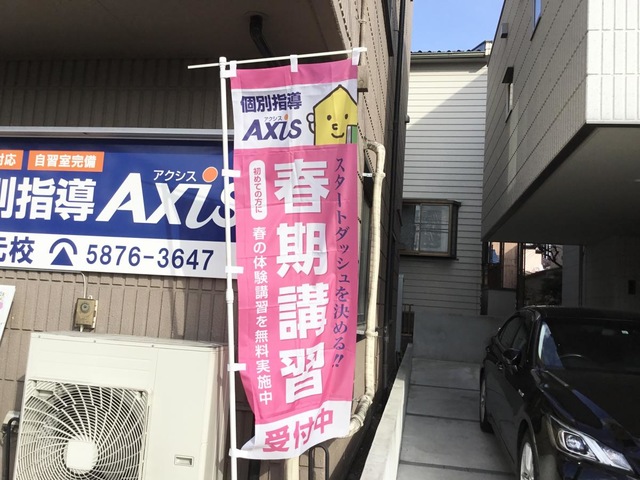 個別指導
アクシス
AXiS
スタートダッシュを決める!!
春期講習
初めての方に
春の体験講習を無料実施中
受付中
対応
自習室完備
別指導
アクシス
AXiS
元校
5876-3647